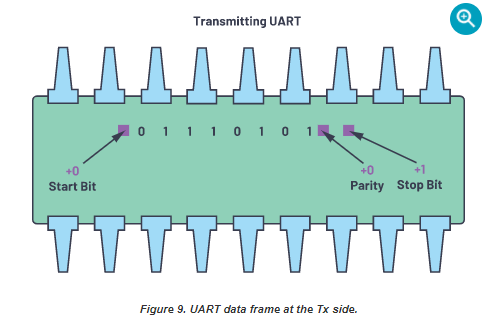 Transmitting UART
0 1 1 1 0 1 0 1
+0
Start Bit
+0
Parity
+1
Stop Bit
Figure 9. UART data frame at the Tx side.